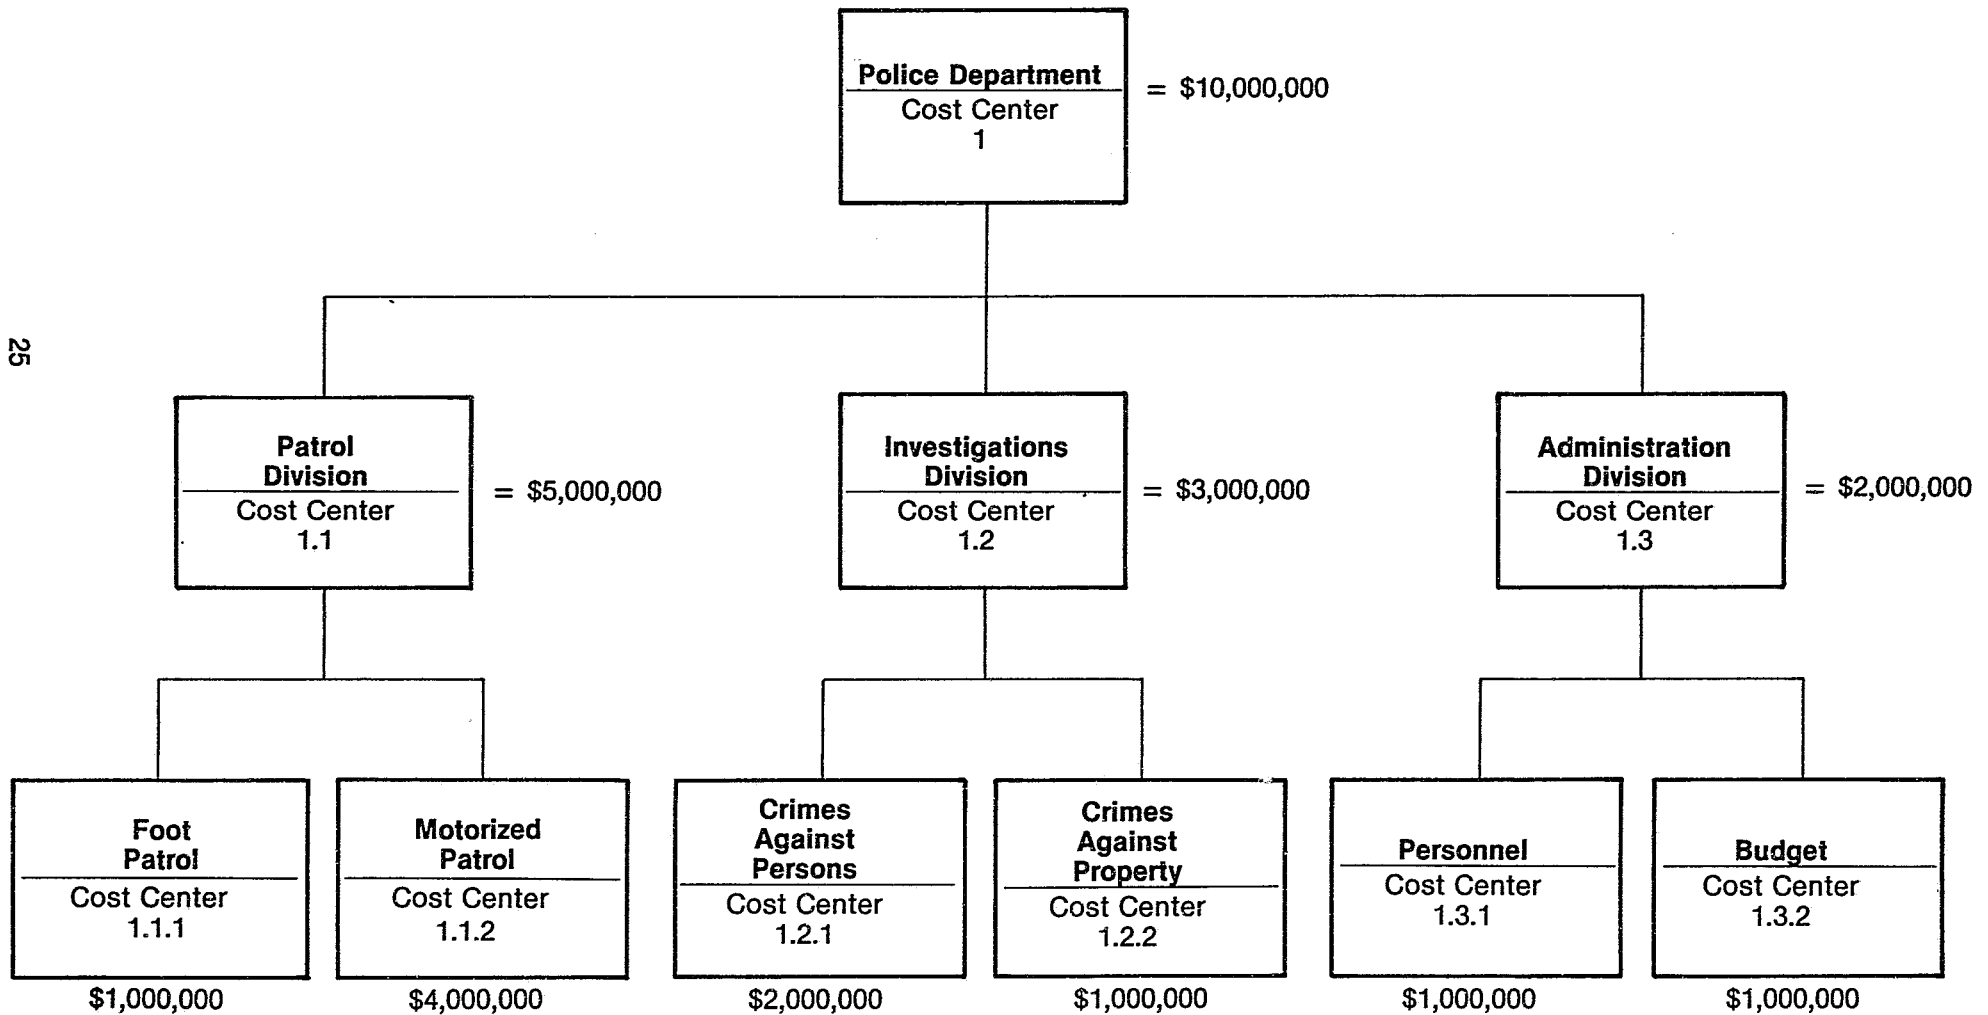 Police Department
Cost Center
1
= $10,000,000
25
Patrol
Division
Cost Center
1.1
= $5,000,000
Investigations
Division
Cost Center
1.2
= $3,000,000
Administration
Division
Cost Center
1.3
= $2,000,000
Foot
Patrol
Cost Center
1.1.1
$1,000,000
Motorized
Patrol
Cost Center
1.1.2
$4,000,000
Crimes
Against
Persons
Cost Center
1.2.1
$2,000,000
Crimes
Against
Property
Cost Center
1.2.2
$1,000,000
Personnel
Cost Center
1.3.1
$1,000,000
Budget
Cost Center
1.3.2
$1,000,000